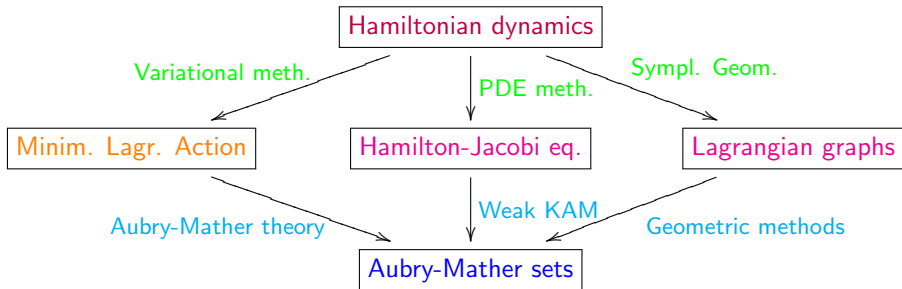 Hamiltonian dynamics
Variational meth.
PDE meth.
Sympl. Geom.
Minim. Lagr. Action
Hamilton-Jacobi eq.
Lagrangian graphs
Aubry-Mather theory
Weak KAM
Geometric methods
Aubry-Mather sets